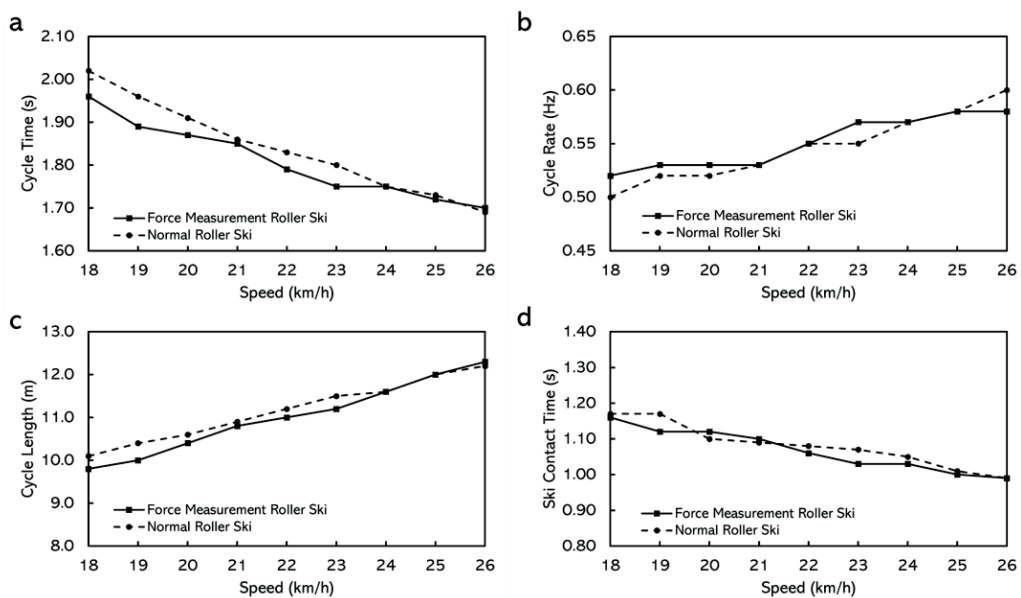 a
2.10
2.00
1.90
1.80
1.70
1.60
Cycle Time (s)
Force Measurement Roller Ski
Normal Roller Ski
18 19 20 21 22 23 24 25 26
Speed (km/h)
b
0.65
0.60
0.55
0.50
0.45
Cycle Rate (Hz)
Force Measurement Roller Ski
Normal Roller Ski
18 19 20 21 22 23 24 25 26
Speed (km/h)
c
13.0
12.0
11.0
10.0
9.0
8.0
Cycle Length (m)
Force Measurement Roller Ski
Normal Roller Ski
18 19 20 21 22 23 24 25 26
Speed (km/h)
d
1.40
1.30
1.20
1.10
1.00
0.90
0.80
Ski Contact Time (s)
Force Measurement Roller Ski
Normal Roller Ski
18 19 20 21 22 23 24 25 26
Speed (km/h)